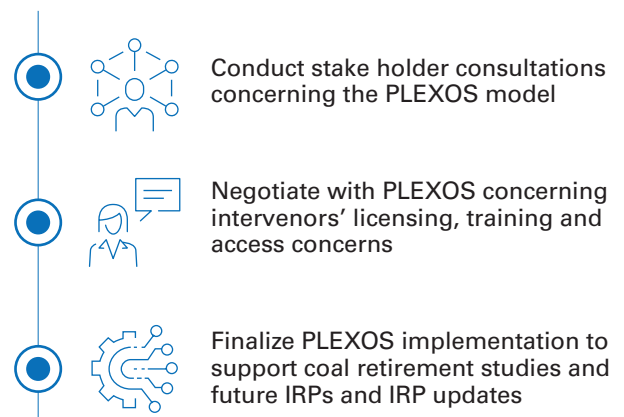 Conduct stake holder consultations
concerning the PLEXOS model
Negotiate with PLEXOS concerning
intervenors’ licensing, training and
access concerns
Finalize PLEXOS implementation to
support coal retirement studies and
future IRPs and IRP updates